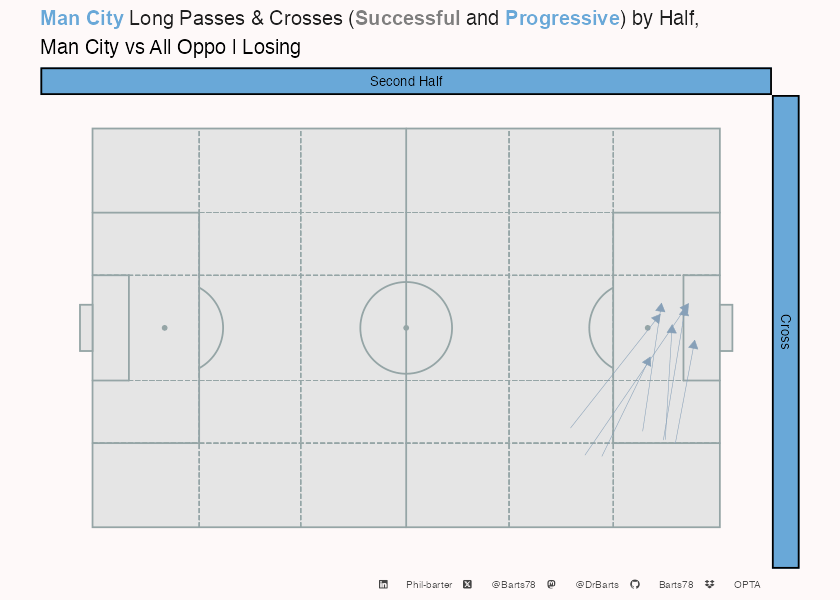 Man City Long Passes & Crosses (Successful and Progressive) by Half,
Man City vs All Oppo | Losing
Second Half
Cross
Phil-barter @Barts78 @DrBarts Barts78 OPTA